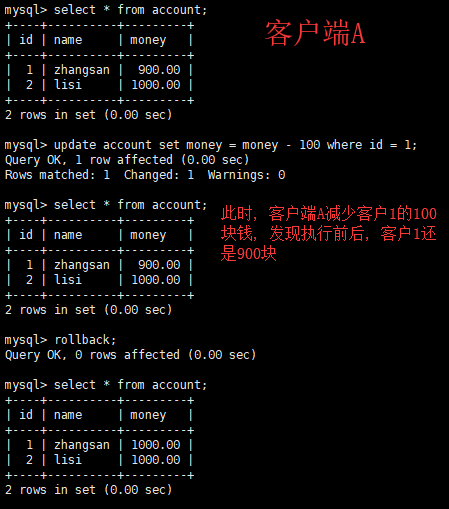 mysql> select * from account;
客户端A
+----+----------+---------+
| id | name     | money   |
+----+----------+---------+
|  1 | zhangsan |  900.00 |
|  2 | lisi     | 1000.00 |
+----+----------+---------+
2 rows in set (0.00 sec)
mysql> update account set money = money - 100 where id = 1;
Query OK, 1 row affected (0.00 sec)
Rows matched: 1  Changed: 1  Warnings: 0
mysql> select * from account;
+----+----------+---------+
| id | name     | money   |
+----+----------+---------+
|  1 | zhangsan |  900.00 |
|  2 | lisi     | 1000.00 |
+----+----------+---------+
2 rows in set (0.00 sec)
此时, 客户端A减少客户1的100
块钱, 发现执行前后, 客户1还
是900块
mysql> rollback;
Query OK, 0 rows affected (0.00 sec)
mysql> select * from account;
+----+----------+---------+
| id | name     | money   |
+----+----------+---------+
|  1 | zhangsan | 1000.00 |
|  2 | lisi     | 1000.00 |
+----+----------+---------+
2 rows in set (0.00 sec)